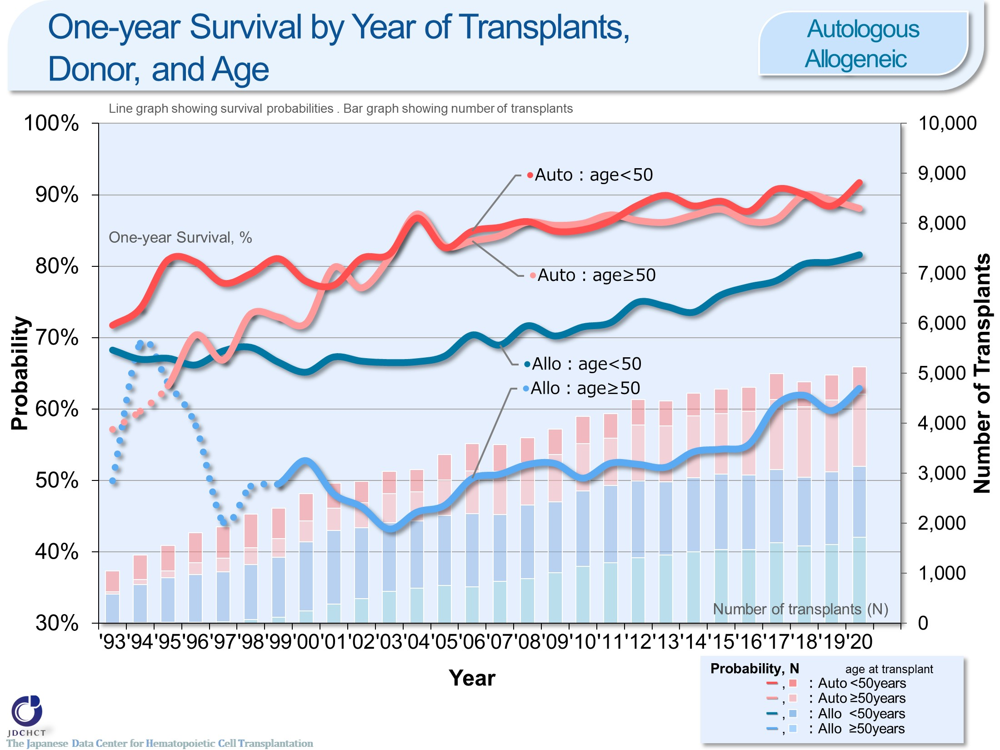 One-year Survival by Year of Transplants,
Donor, and Age
Autologous
Allogeneic
Line graph showing survival probabilities . Bar graph showing number of transplants
100%
90%
80%
70%
60%
50%
40%
30%
Probability
One-year Survival, %
Auto : age<50
Auto : age≥50
Allo : age<50
Allo : age≥50
10,000
9,000
8,000
7,000
6,000
5,000
4,000
3,000
2,000
1,000
0
Number of Transplants
Number of transplants (N)
'93 '94 '95 '96 '97 '98 '99 '00 '01 '02 '03 '04 '05 '06 '07 '08 '09 '10 '11 '12 '13 '14 '15 '16 '17 '18 '19 '20
Year
Probability, N age at transplant
, : Auto <50years
, : Auto ≥50years
, : Allo <50years
, : Allo ≥50years
JDCHCT
The Japanese Data Center for Hematopoietic Cell Transplantation